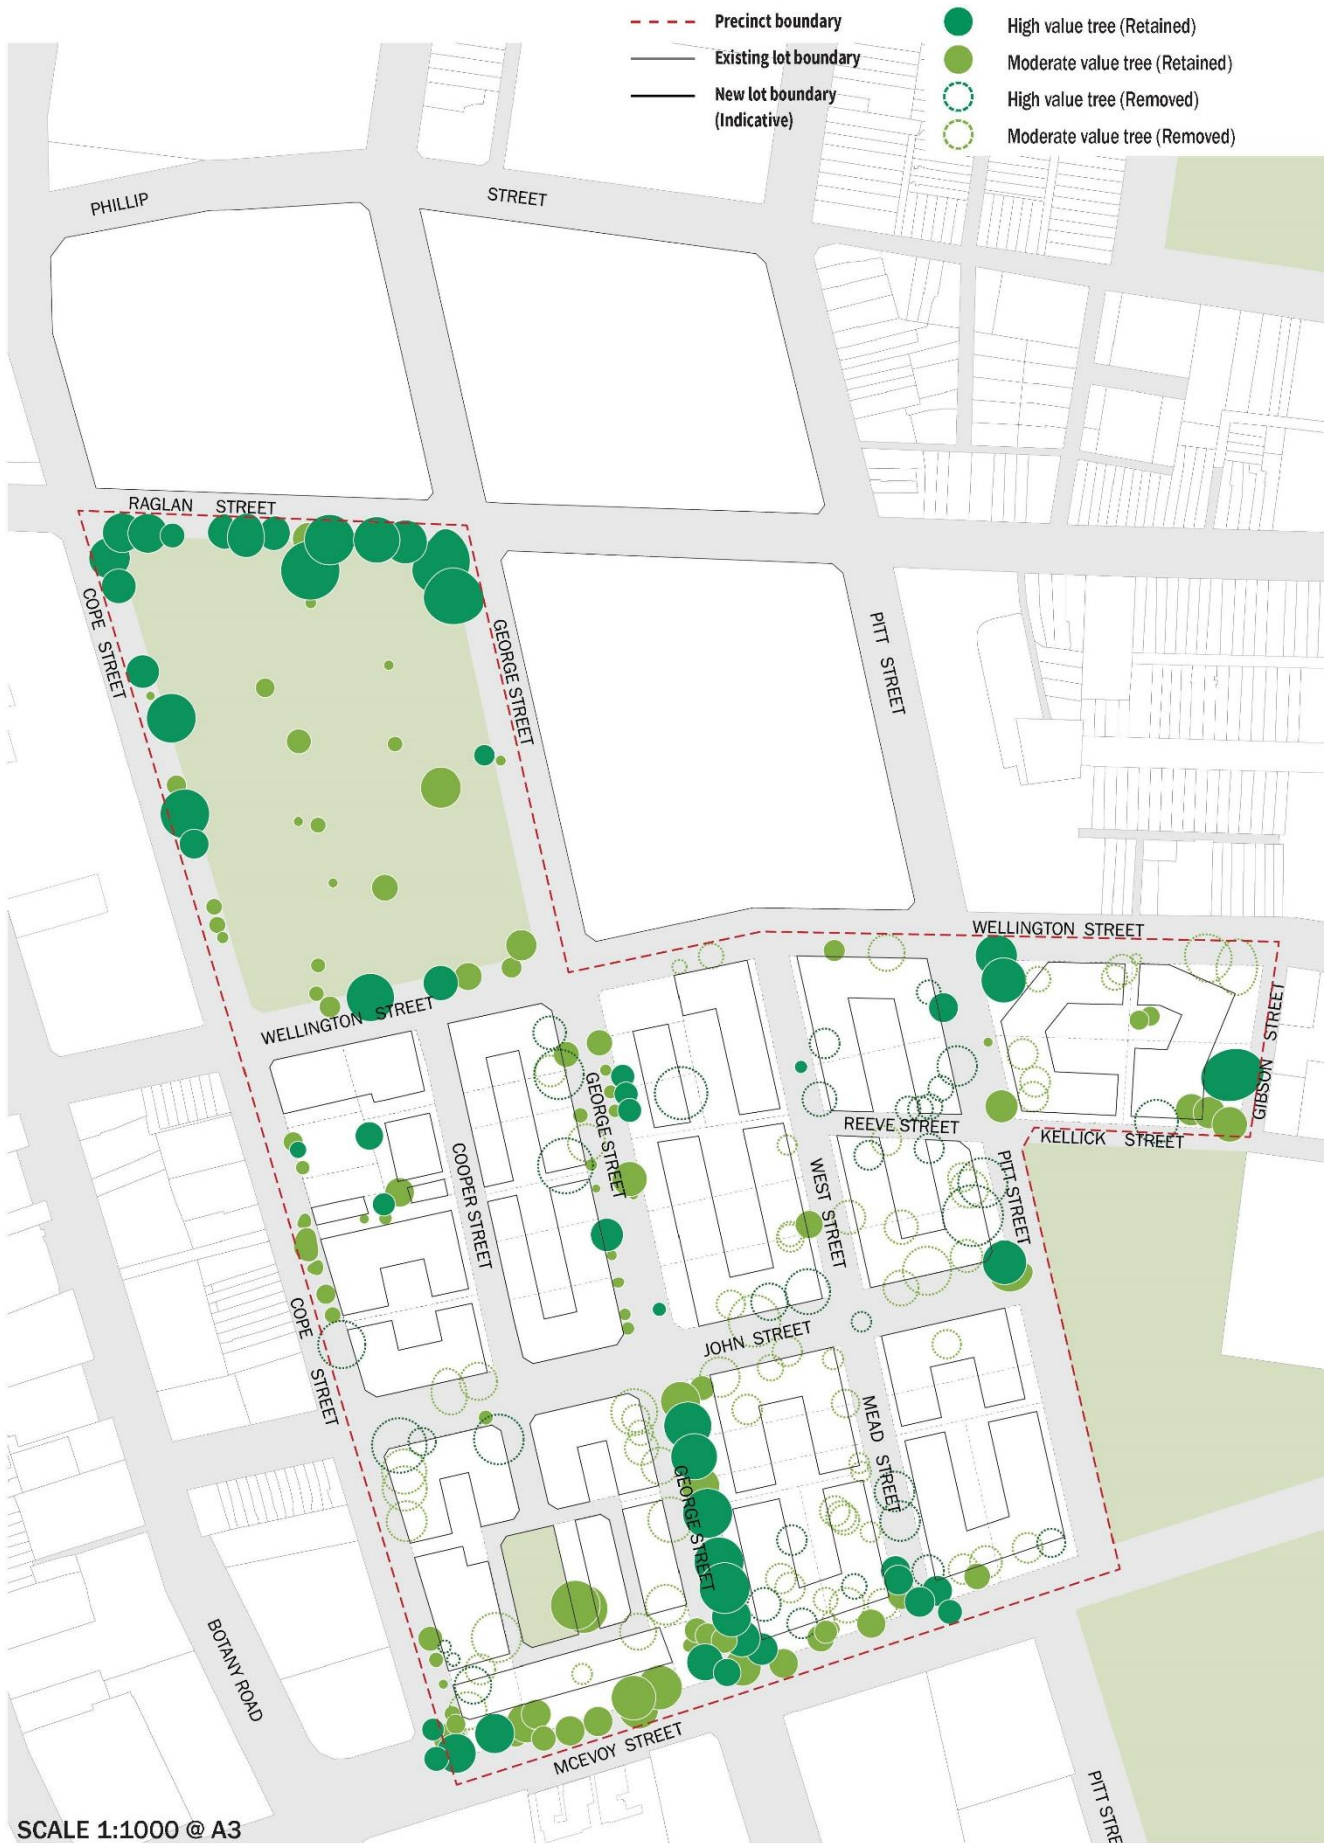 Precinct boundary
Existing lot boundary
New lot boundary
(Indicative)
High value tree (Retained)
Moderate value tree (Retained)
High value tree (Removed)
Moderate value tree (Removed)
PHILLIP
STREET
RAGLAN STREET
COPE STREET
GEORGE STREET
PITT STREET
WELLINGTON STREET
WELLINGTON STREET
GIBSON STREET
GEORGE STREET
REEVE STREET
KELLICK STREET
COOPER STREET
WEST STREET
PITT STREET
COPE STREET
JOHN STREET
MEAD STREET
GEORGE STREET
BOTANY ROAD
MCEVOY STREET
PITT STRE
SCALE 1:1000 @ A3